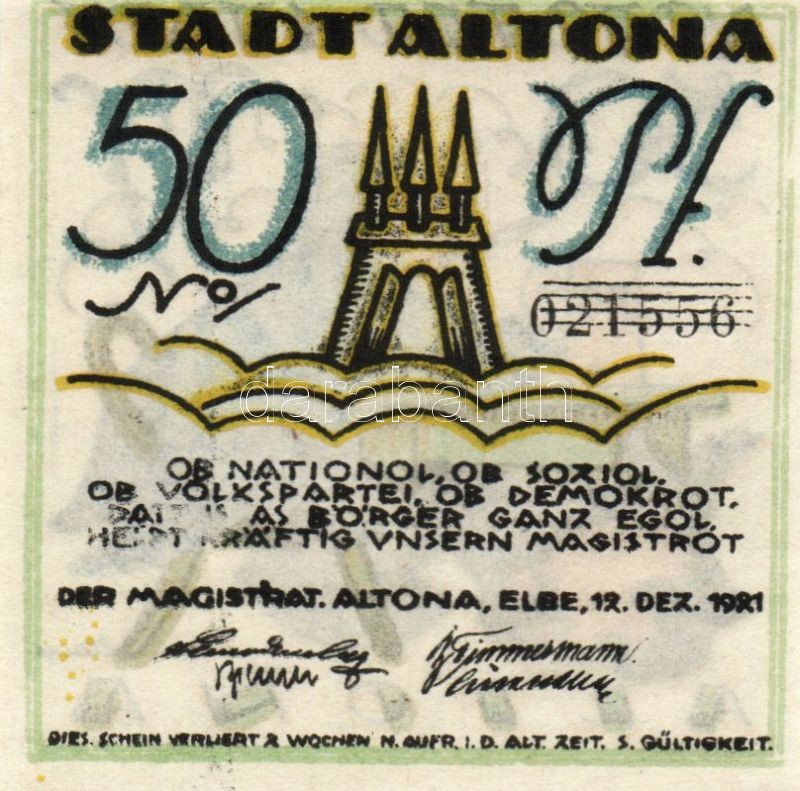 STADT ALTONA
50 Pf.
No/
021556
darabanth
OB NATIONOL, OB SOZIOL.
OB VOLKSPARTEI, OB DEMOKROT,
AS BÖRGER GANZ EGOL,
KRÄFTIG UNSERN MAGISTROT
DER MAGISTRAT. ALTONA, ELBE, 12. DEZ. 1921
DIES. SCHEIN VERLIERT 2 WOCHEN N. AUFR. I. D. ALT. ZEIT. S. GÜLTIGKEIT.